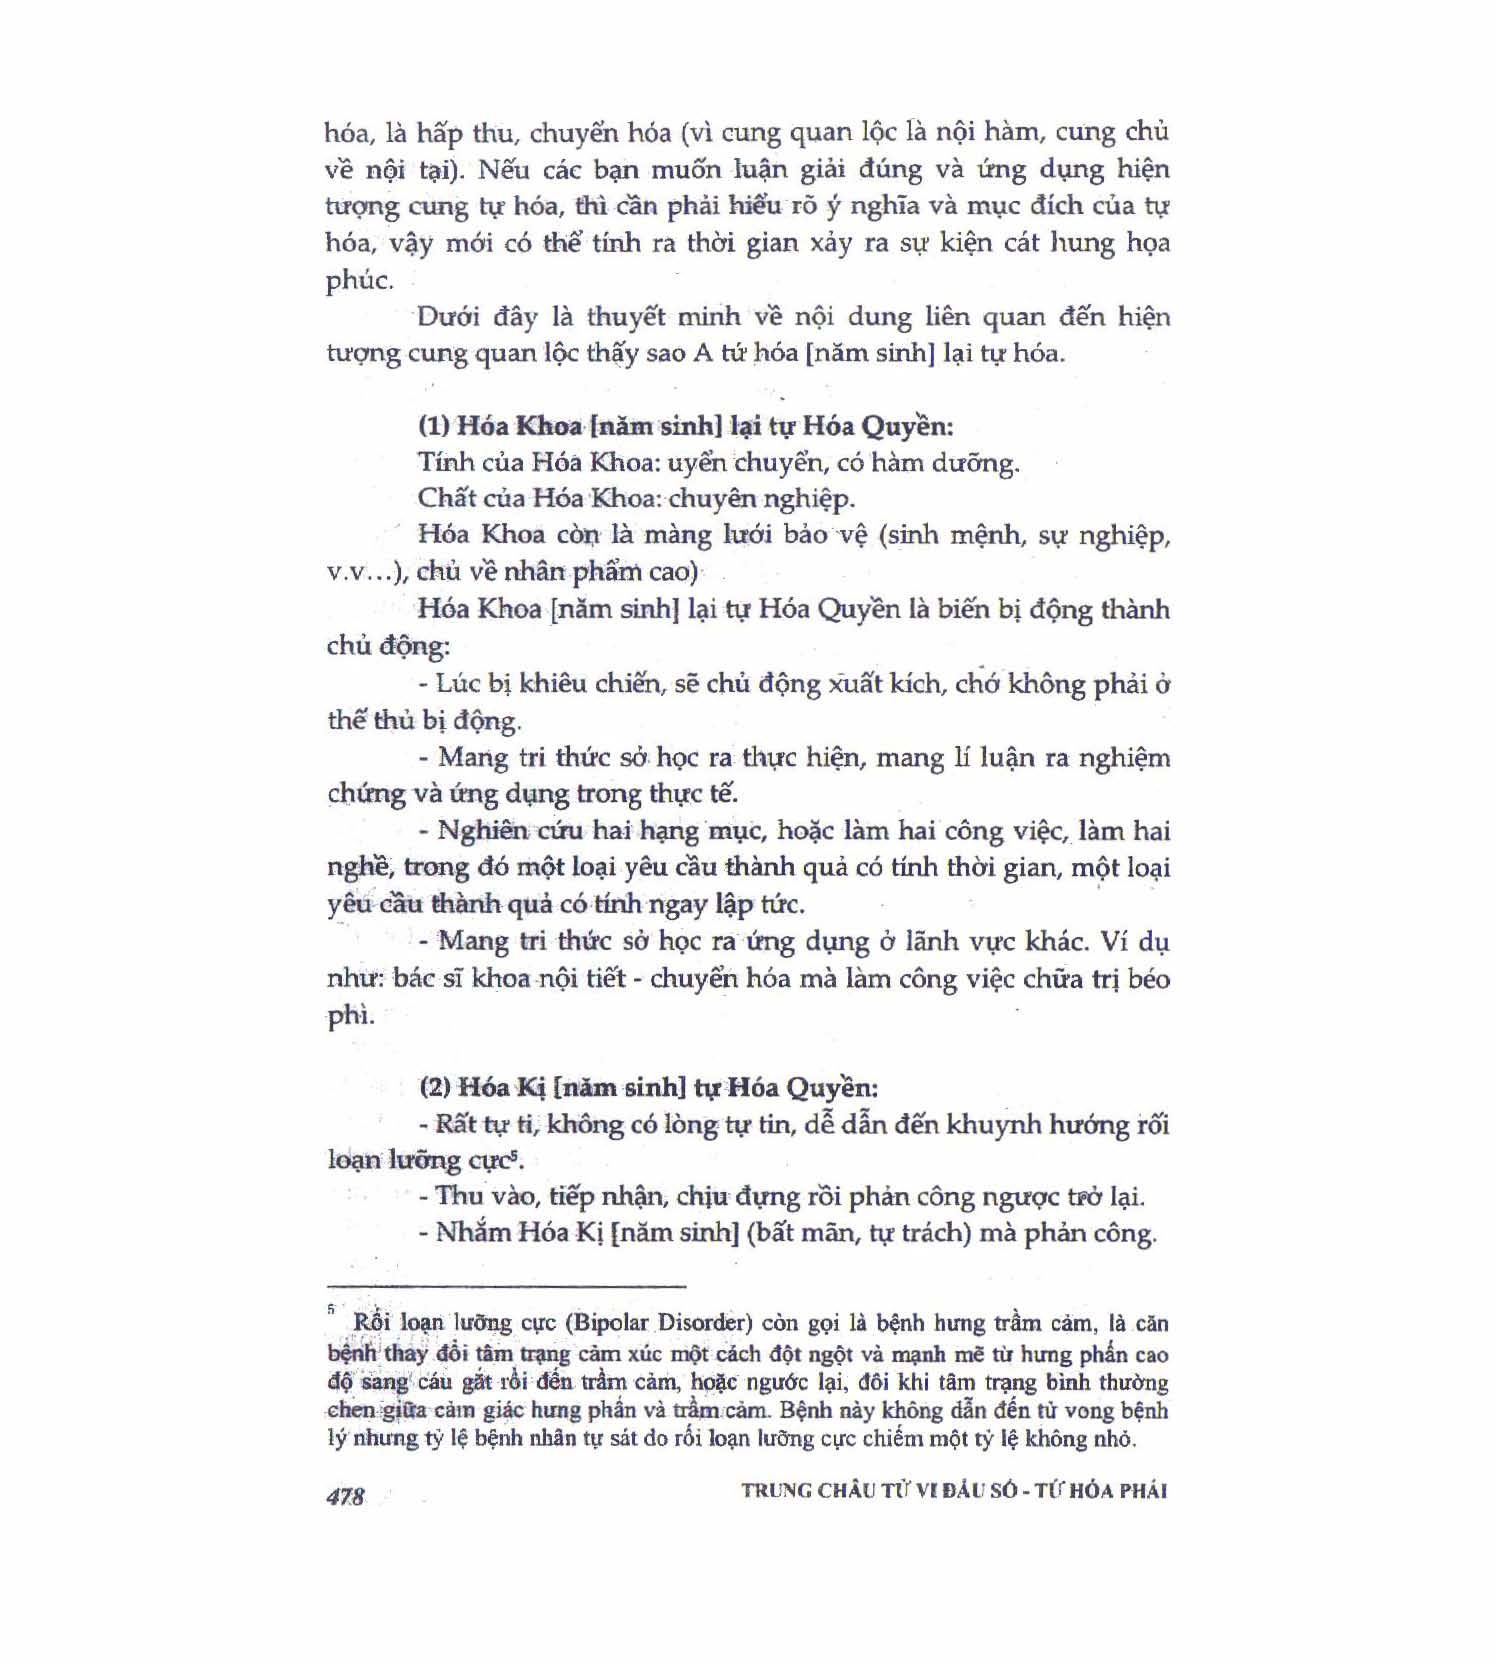 hóa, là hấp thu, chuyển hóa (vì cung quan lộc là nội hàm, cung chủ
về nội tại). Nếu các bạn muốn luận giải đúng và ứng dụng hiện
tượng cung tự hóa, thì cần phải hiểu rõ ý nghĩa và mục đích của tự
hóa, vậy mới có thể tính ra thời gian xảy ra sự kiện cát hung họa
phúc.
Dưới đây là thuyết minh về nội dung liên quan đến hiện
tượng cung quan lộc thấy sao A tứ hóa [năm sinh] lại tự hóa.
(1) Hóa Khoa [năm sinh] lại tự Hóa Quyền:
Tính của Hóa Khoa: uyển chuyển, có hàm dưỡng.
Chất của Hóa Khoa: chuyên nghiệp.
Hóa Khoa còn là màng lưới bảo vệ (sinh mệnh, sự nghiệp,
v.v...), chủ về nhân phẩm cao)
Hóa Khoa [năm sinh] lại tự Hóa Quyền là biến bị động thành
chủ động:
- Lúc bị khiêu chiến, sẽ chủ động xuất kích, chớ không phải ở
thế thủ bị động.
- Mang tri thức sở học ra thực hiện, mang lí luận ra nghiệm
chứng và ứng dụng trong thực tế.
- Nghiên cứu hai hạng mục, hoặc làm hai công việc, làm hai
nghề, trong đó một loại yêu cầu thành quả có tính thời gian, một loại
yêu cầu thành quả có tính ngay lập tức.
- Mang tri thức sở học ra ứng dụng ở lãnh vực khác. Ví dụ
như: bác sĩ khoa nội tiết - chuyển hóa mà làm công việc chữa trị béo
phì.
(2) Hóa Kị [năm sinh] tự Hóa Quyền:
- Rất tự ti, không có lòng tự tin, dễ dẫn đến khuynh hướng rối
loạn lưỡng cực⁵.
- Thu vào, tiếp nhận, chịu đựng rồi phản công ngược trở lại.
- Nhắm Hóa Kị [năm sinh] (bất mãn, tự trách) mà phản công.
⁵ Rối loạn lưỡng cực (Bipolar Disorder) còn gọi là bệnh hưng trầm cảm, là căn
bệnh thay đổi tâm trạng cảm xúc một cách đột ngột và mạnh mẽ từ hưng phấn cao
độ sang cáu gắt rồi đến trầm cảm, hoặc ngược lại, đôi khi tâm trạng bình thường
chen giữa cảm giác hưng phấn và trầm cảm. Bệnh này không dẫn đến tử vong bệnh
lý nhưng tỷ lệ bệnh nhân tự sát do rối loạn lưỡng cực chiếm một tỷ lệ không nhỏ.
478 TRUNG CHÂU TỬ VI ĐẨU SỐ - TỨ HÓA PHÁI